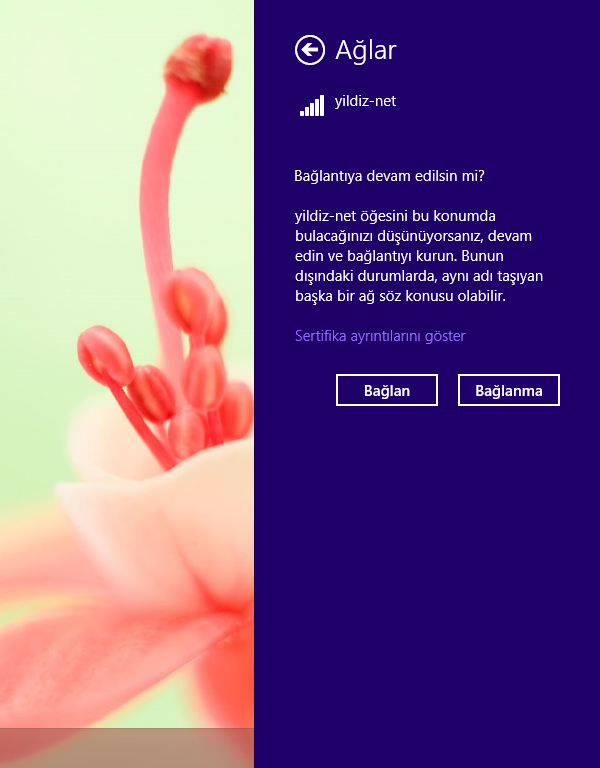 Ağlar
yildiz-net
Bağlantıya devam edilsin mi?
yildiz-net öğesini bu konumda
bulacağınızı düşünüyorsanız, devam
edin ve bağlantıyı kurun. Bunun
dışındaki durumlarda, aynı adı taşıyan
başka bir ağ söz konusu olabilir.
Sertifika ayrıntılarını göster
Bağlan
Bağlanma